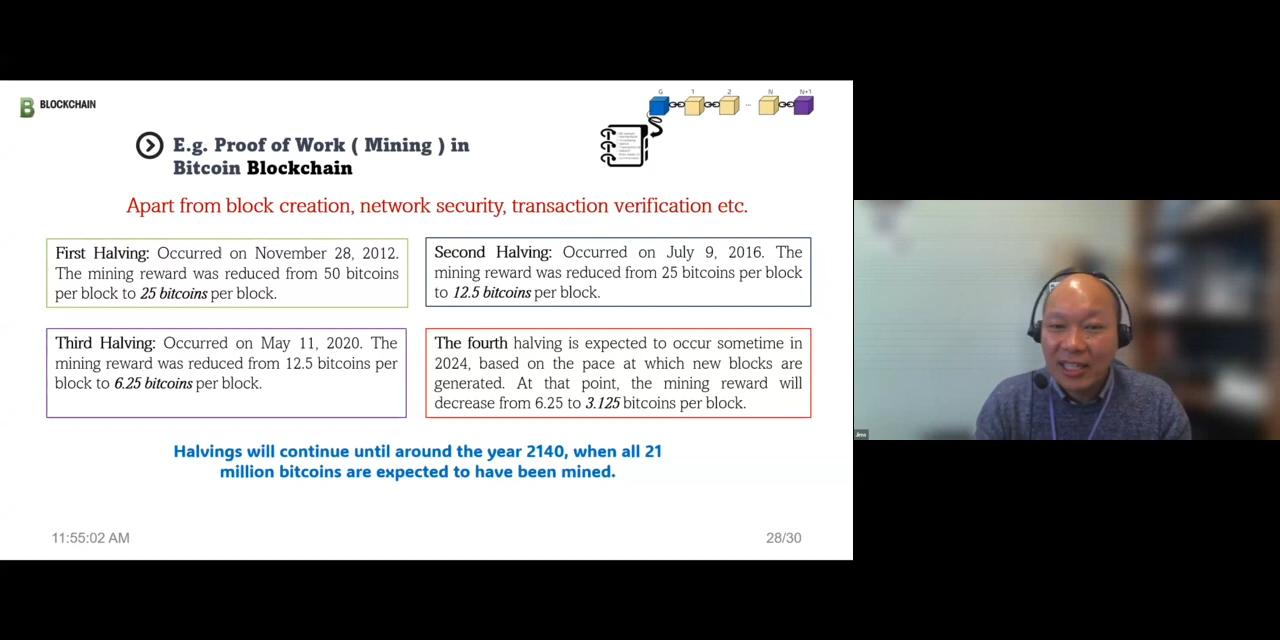 BLOCKCHAIN
G 1 2 ... N N+1
E.g. Proof of Work ( Mining ) in
Bitcoin Blockchain
Apart from block creation, network security, transaction verification etc.
First Halving: Occurred on November 28, 2012.
The mining reward was reduced from 50 bitcoins
per block to 25 bitcoins per block.
Second Halving: Occurred on July 9, 2016. The
mining reward was reduced from 25 bitcoins per block
to 12.5 bitcoins per block.
Third Halving: Occurred on May 11, 2020. The
mining reward was reduced from 12.5 bitcoins per
block to 6.25 bitcoins per block.
The fourth halving is expected to occur sometime in
2024, based on the pace at which new blocks are
generated. At that point, the mining reward will
decrease from 6.25 to 3.125 bitcoins per block.
Halvings will continue until around the year 2140, when all 21
million bitcoins are expected to have been mined.
11:55:02 AM
28/30